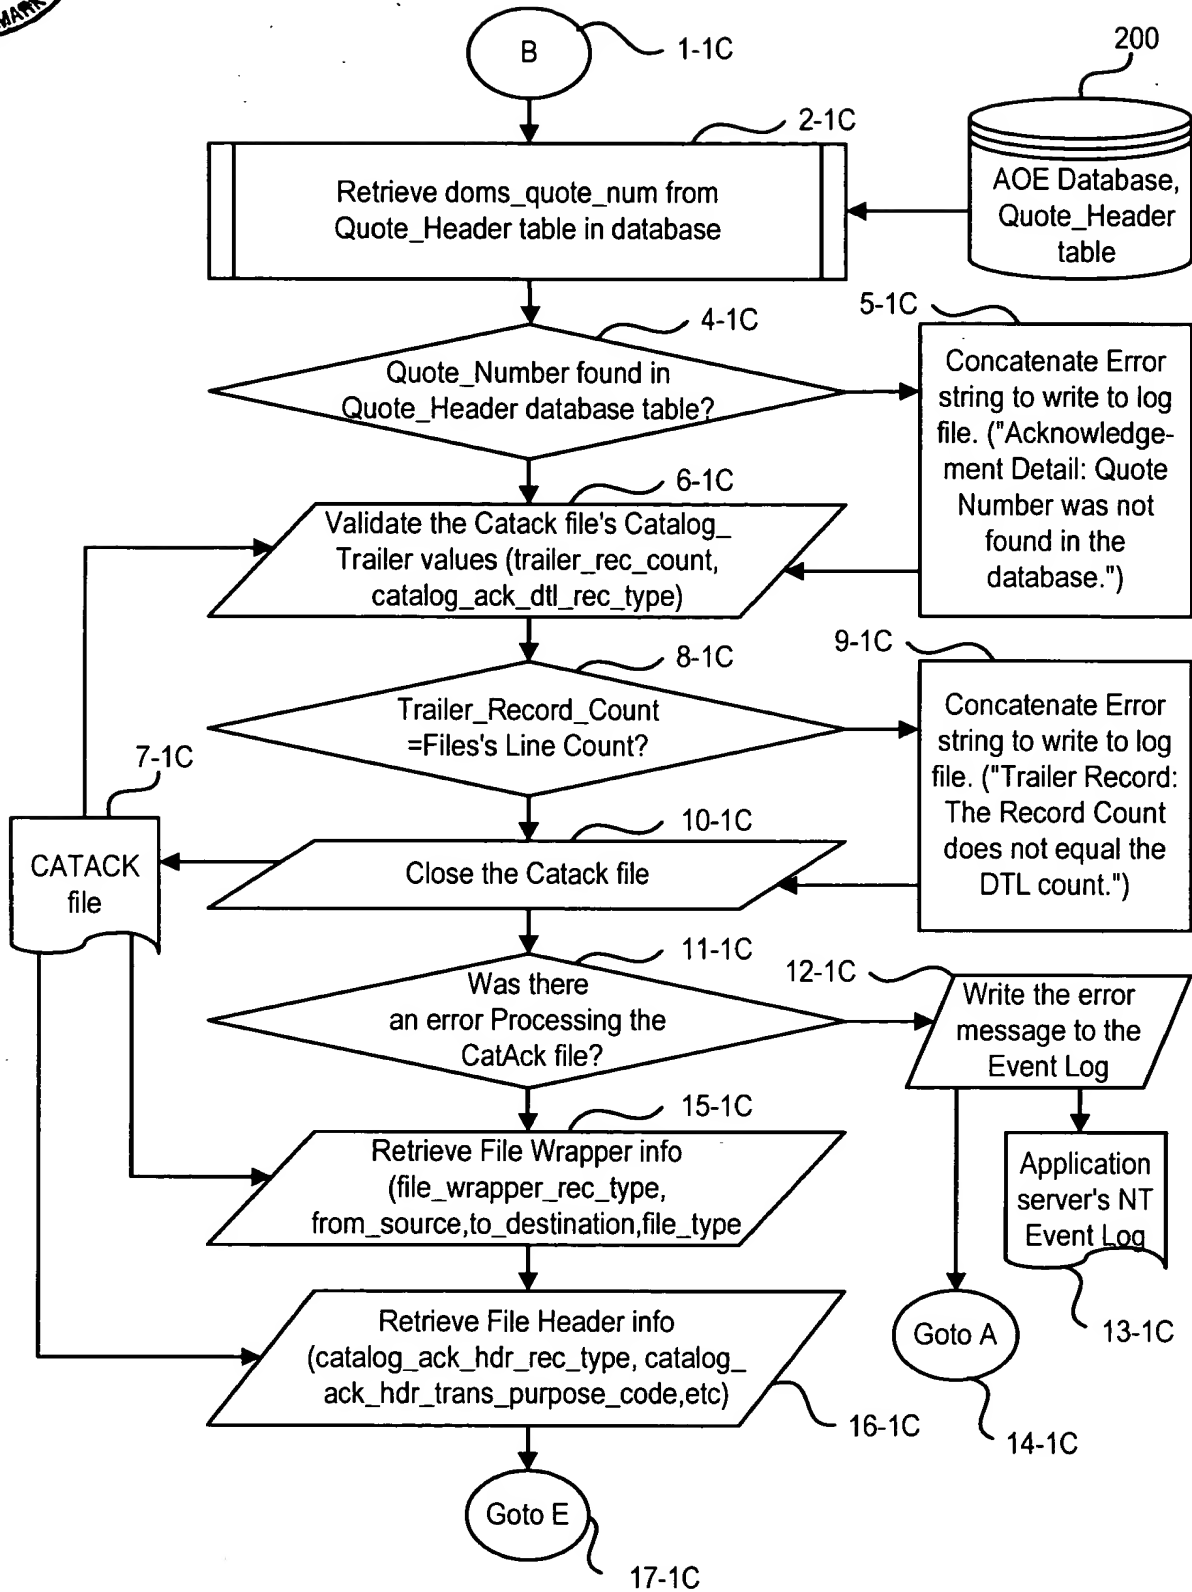 MARK
B
1-1C
200
2-1C
Retrieve doms_quote_num from
Quote_Header table in database
AOE Database,
Quote_Header
table
4-1C
5-1C
Quote_Number found in
Quote_Header database table?
Concatenate Error
string to write to log
file. ("Acknowledge-
ment Detail: Quote
Number was not
found in the
database.")
6-1C
Validate the Catack file's Catalog_
Trailer values (trailer_rec_count,
catalog_ack_dtl_rec_type)
8-1C
9-1C
Trailer_Record_Count
=Files's Line Count?
Concatenate Error
string to write to log
file. ("Trailer Record:
The Record Count
does not equal the
DTL count.")
7-1C
CATACK
file
10-1C
Close the Catack file
11-1C
12-1C
Was there
an error Processing the
CatAck file?
Write the error
message to the
Event Log
15-1C
Retrieve File Wrapper info
(file_wrapper_rec_type,
from_source,to_destination,file_type
Application
server's NT
Event Log
13-1C
Retrieve File Header info
(catalog_ack_hdr_rec_type, catalog_
ack_hdr_trans_purpose_code,etc)
Goto A
16-1C
14-1C
Goto E
17-1C